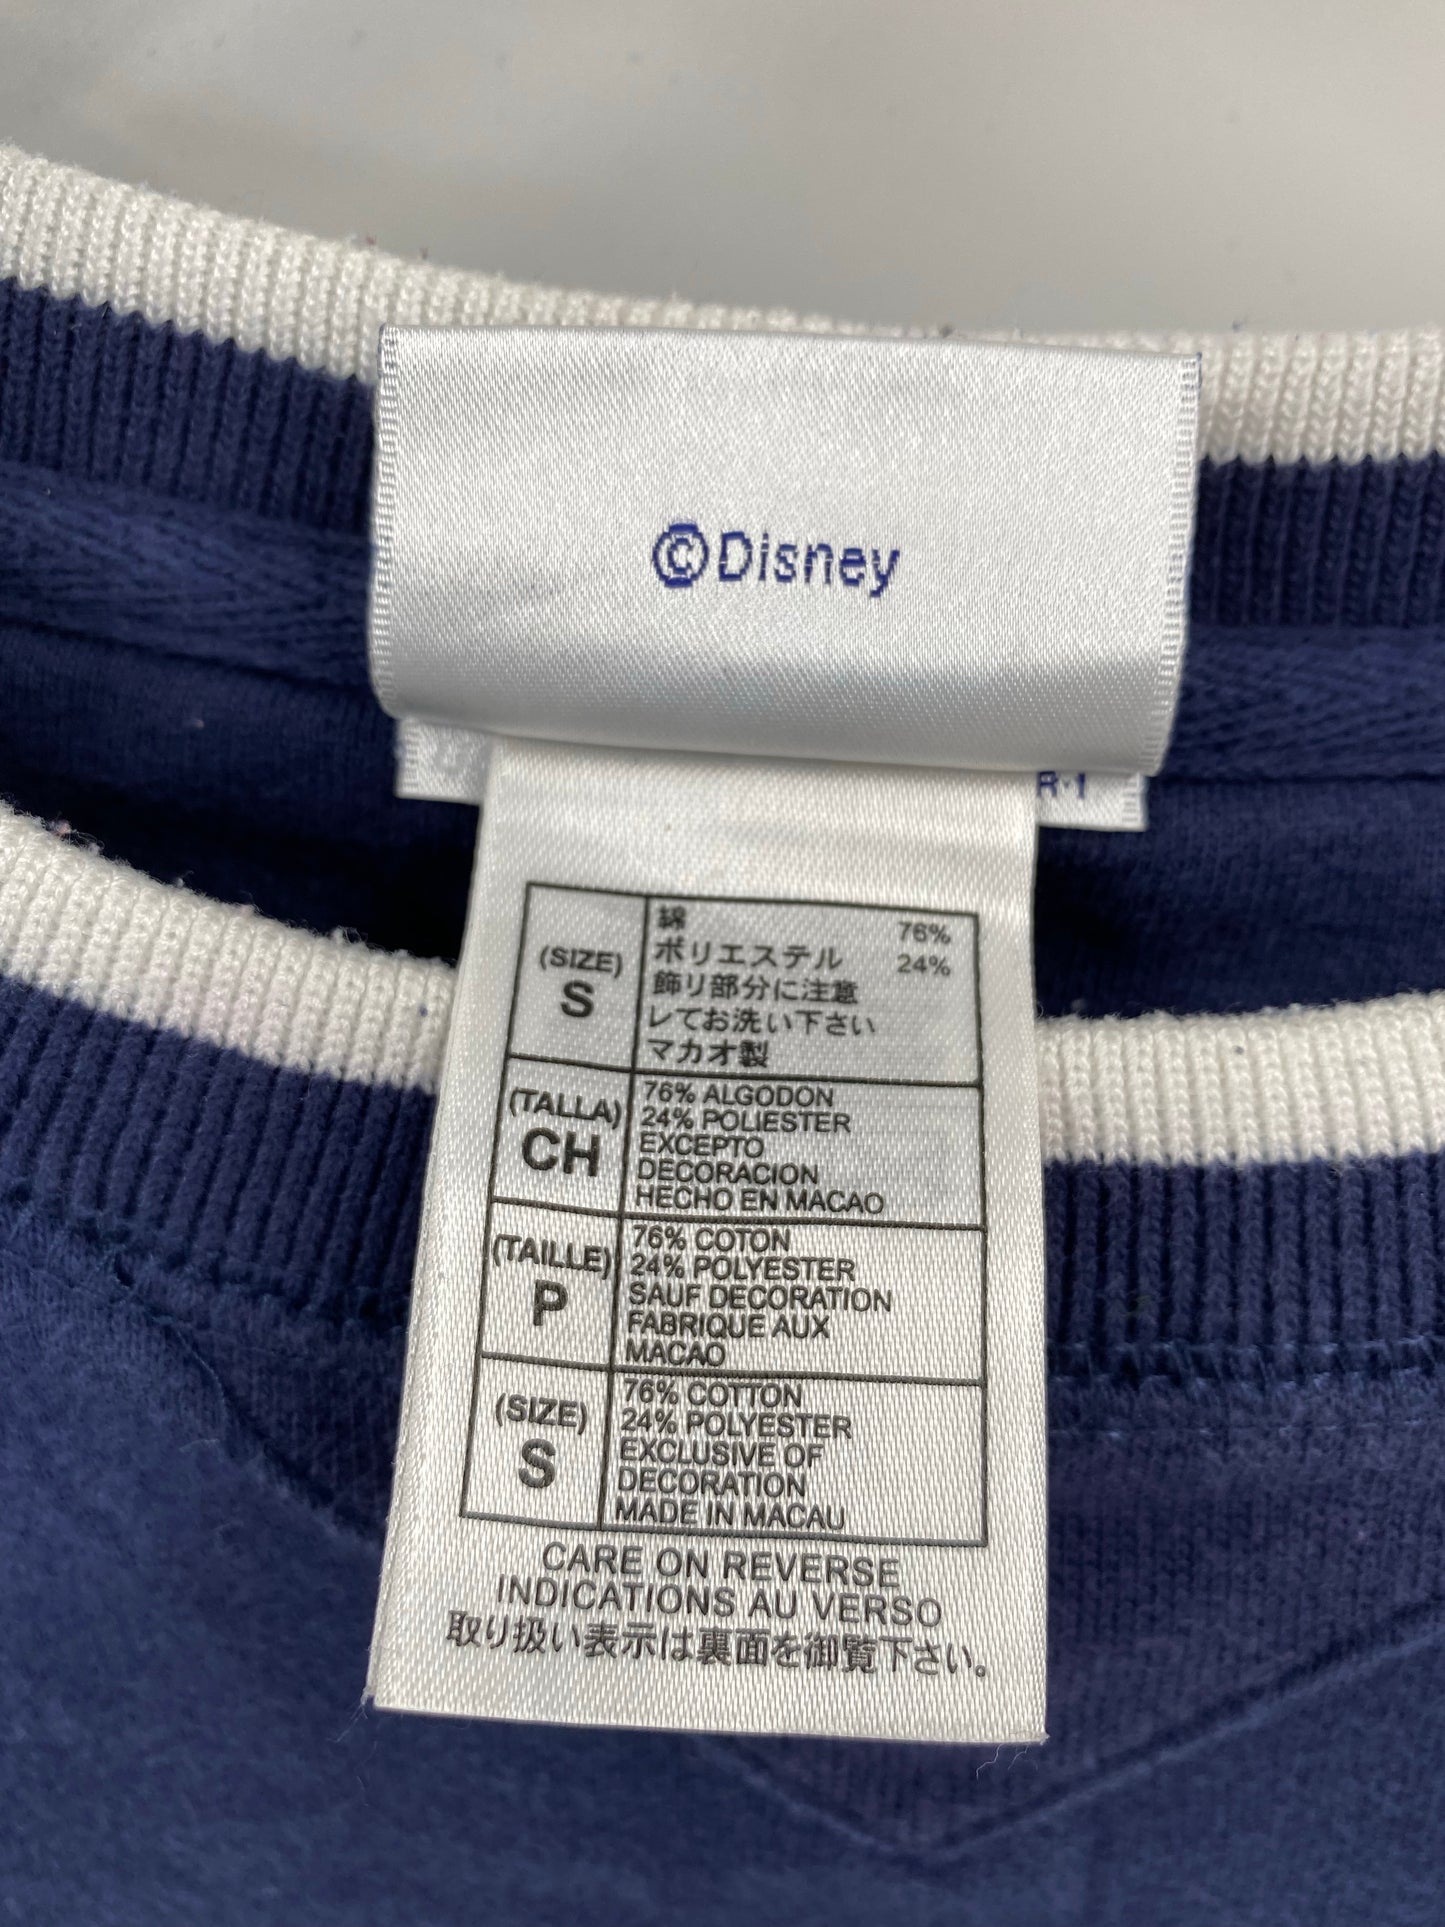 ©Disney
R·1
(SIZE)
S
綿 76%
ポリエステル 24%
飾リ部分に注意
レてお洗い下さい
マカオ製
(TALLA)
CH
76% ALGODON
24% POLIESTER
EXCEPTO
DECORACION
HECHO EN MACAO
(TAILLE)
P
76% COTON
24% POLYESTER
SAUF DECORATION
FABRIQUE AUX
MACAO
(SIZE)
S
76% COTTON
24% POLYESTER
EXCLUSIVE OF
DECORATION
MADE IN MACAU
CARE ON REVERSE
INDICATIONS AU VERSO
取り扱い表示は裏面を御覧下さい。